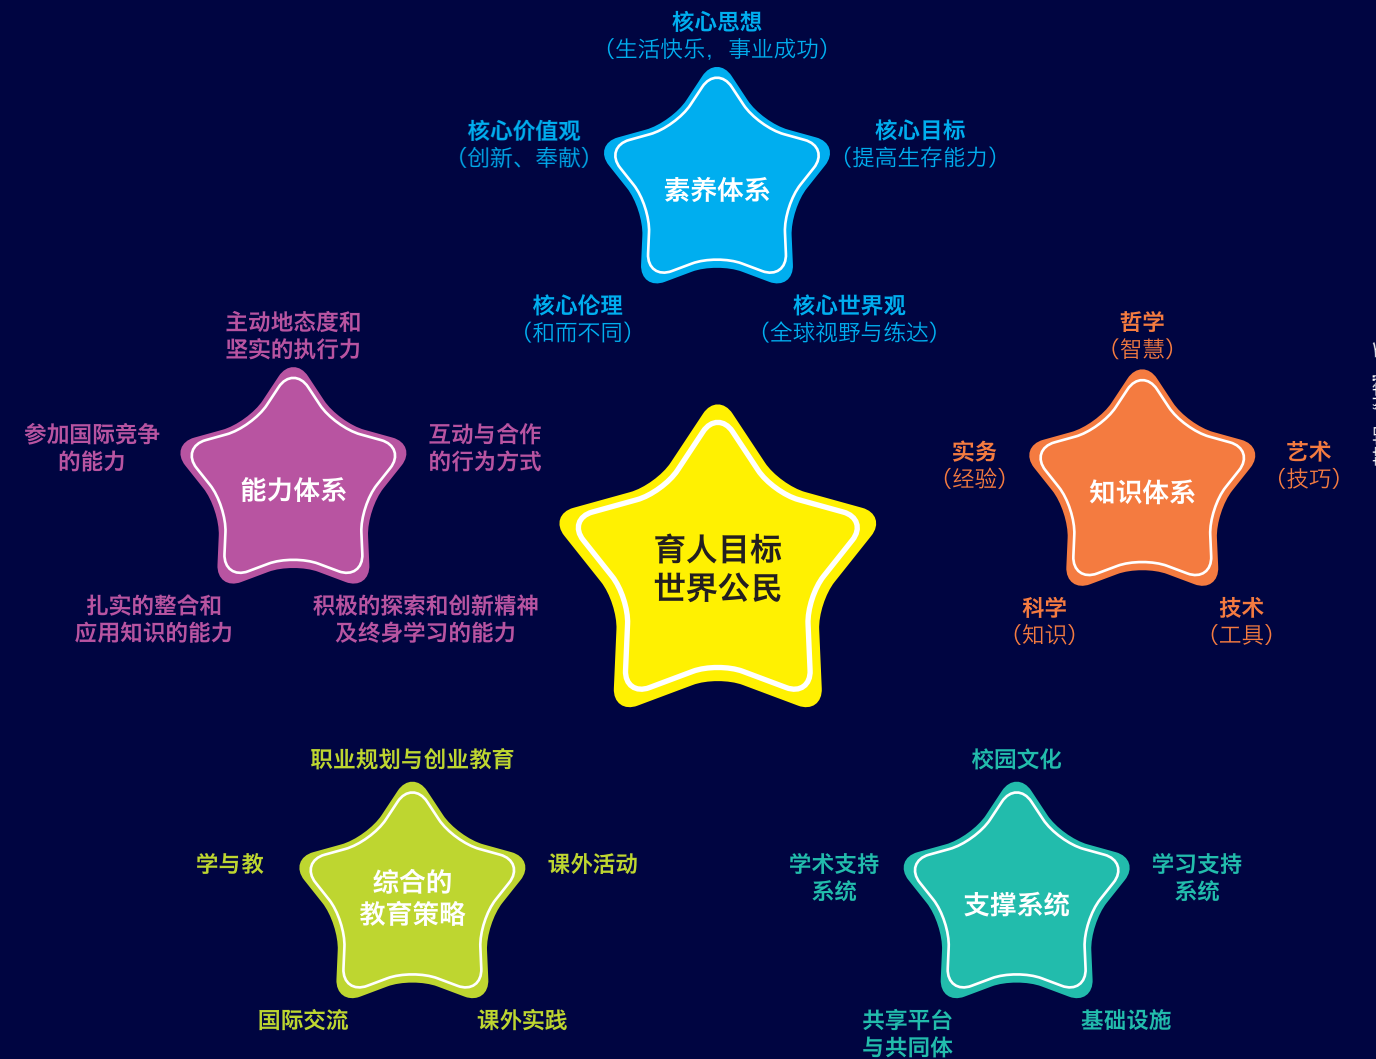 核心思想
（生活快乐，事业成功）
核心价值观
（创新、奉献）
核心目标
（提高生存能力）
素养体系
核心伦理
（和而不同）
核心世界观
（全球视野与练达）
主动地态度和
坚实的执行力
参加国际竞争
的能力
互动与合作
的行为方式
能力体系
扎实的整合和
应用知识的能力
积极的探索和创新精神
及终身学习的能力
育人目标
世界公民
哲学
（智慧）
实务
（经验）
艺术
（技巧）
知识体系
科学
（知识）
技术
（工具）
职业规划与创业教育
学与教
课外活动
综合的
教育策略
国际交流
课外实践
校园文化
学术支持
系统
学习支持
系统
支撑系统
共享平台
与共同体
基础设施